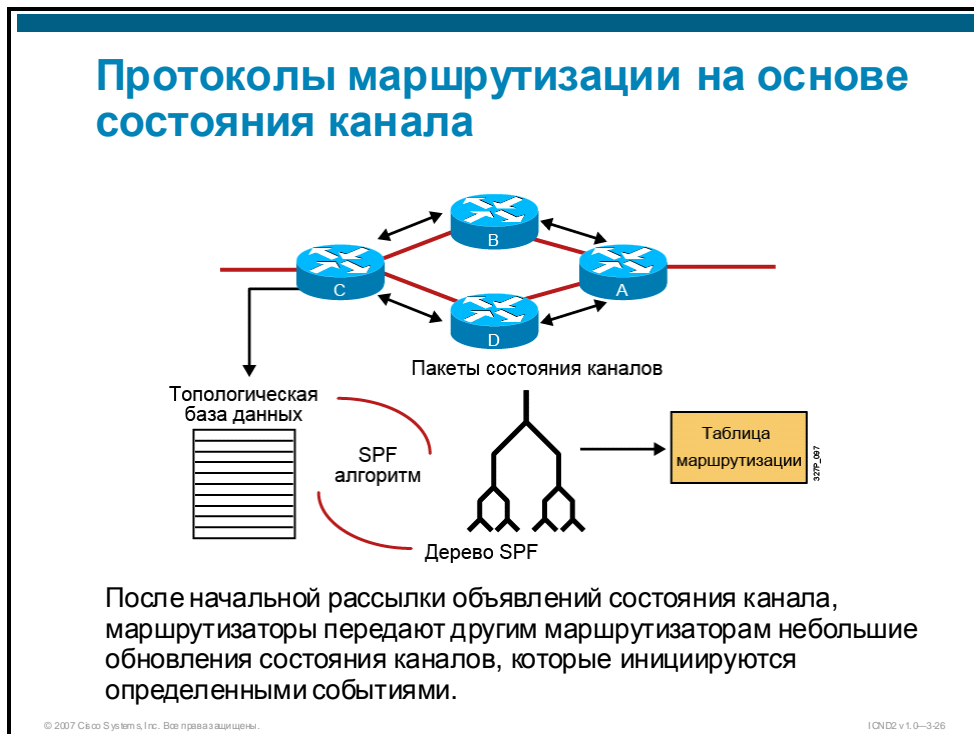 Протоколы маршрутизации на основе
состояния канала
B
C
A
D
Пакеты состояния каналов
Топологическая
база данных
SPF
алгоритм
Таблица
маршрутизации
327P_097
Дерево SPF
После начальной рассылки объявлений состояния канала,
маршрутизаторы передают другим маршрутизаторам небольшие
обновления состояния каналов, которые инициируются
определенными событиями.
© 2007 Cisco Systems, Inc. Все права защищены.
ICND2 v1.0—3-26